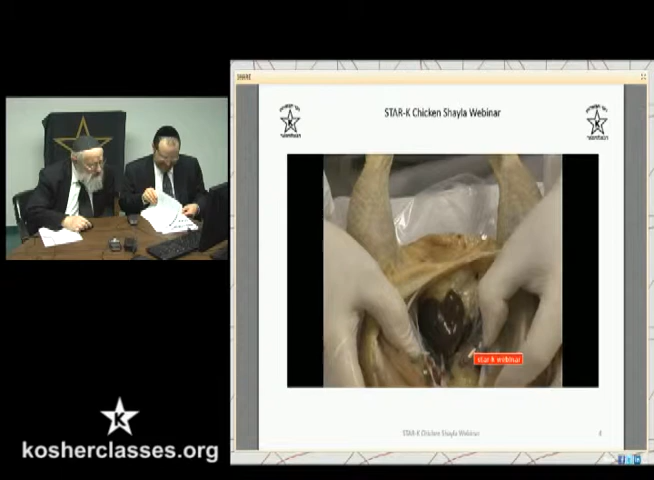 SHARE
STAR-K Chicken Shayla Webinar
star-k webinar
STAR-K Chicken Shayla Webinar
K
kosherclasses.org